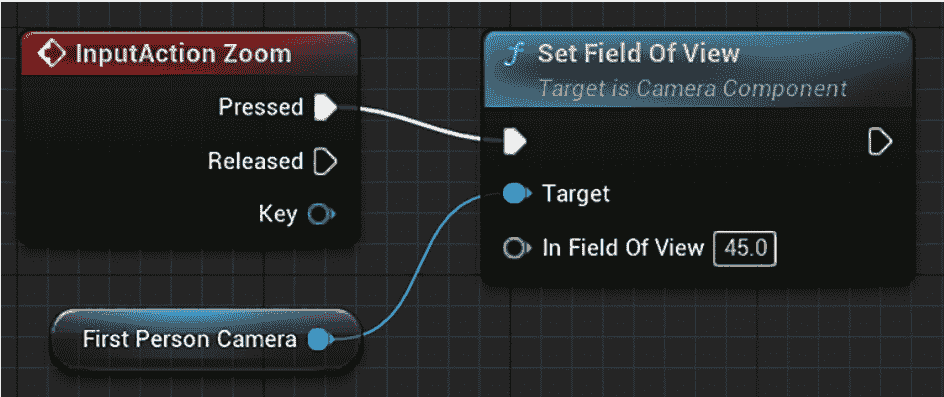 InputAction Zoom
Pressed
Released
Key
First Person Camera
Set Field Of View
Target is Camera Component
Target
In Field Of View 45.0